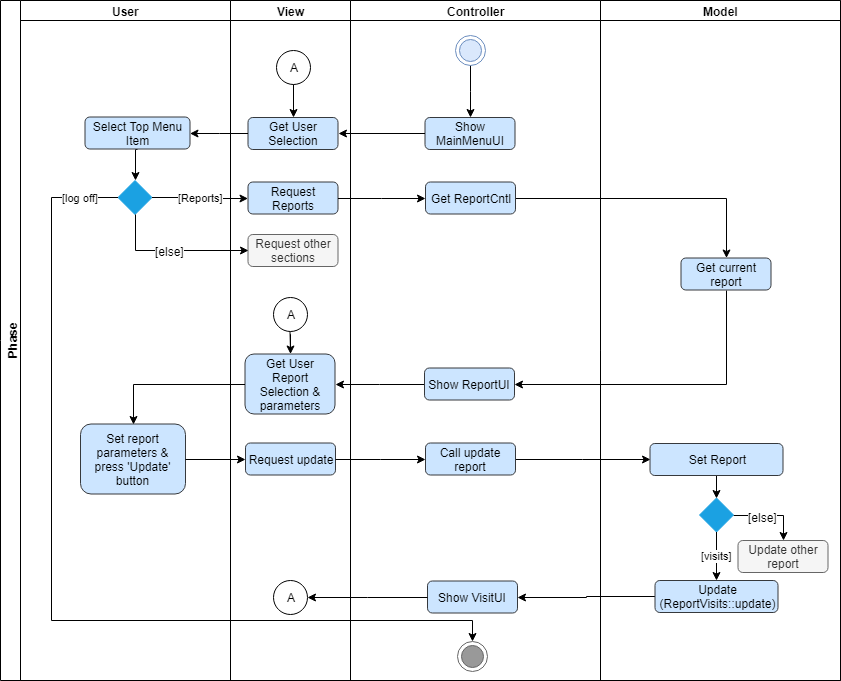 User
View
Controller
Model
Phase
A
Select Top Menu
Item
Get User
Selection
Show
MainMenuUI
[log off]
[Reports]
Request
Reports
Get ReportCntl
[else]
Request other
sections
Get current
report
A
Get User
Report
Selection &
parameters
Show ReportUI
Set report
parameters &
press 'Update'
button
Request update
Call update
report
Set Report
[else]
[visits]
Update other
report
A
Show VisitUI
Update
(ReportVisits::update)